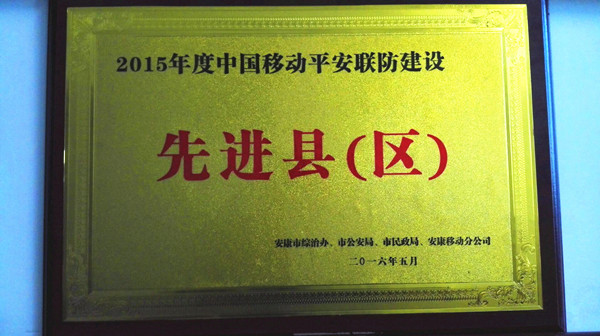 2015年度中国移动平安联防建设
先进县(区)
安康市综治办、市公安局、市民政局、安康移动分公司
二〇一六年五月